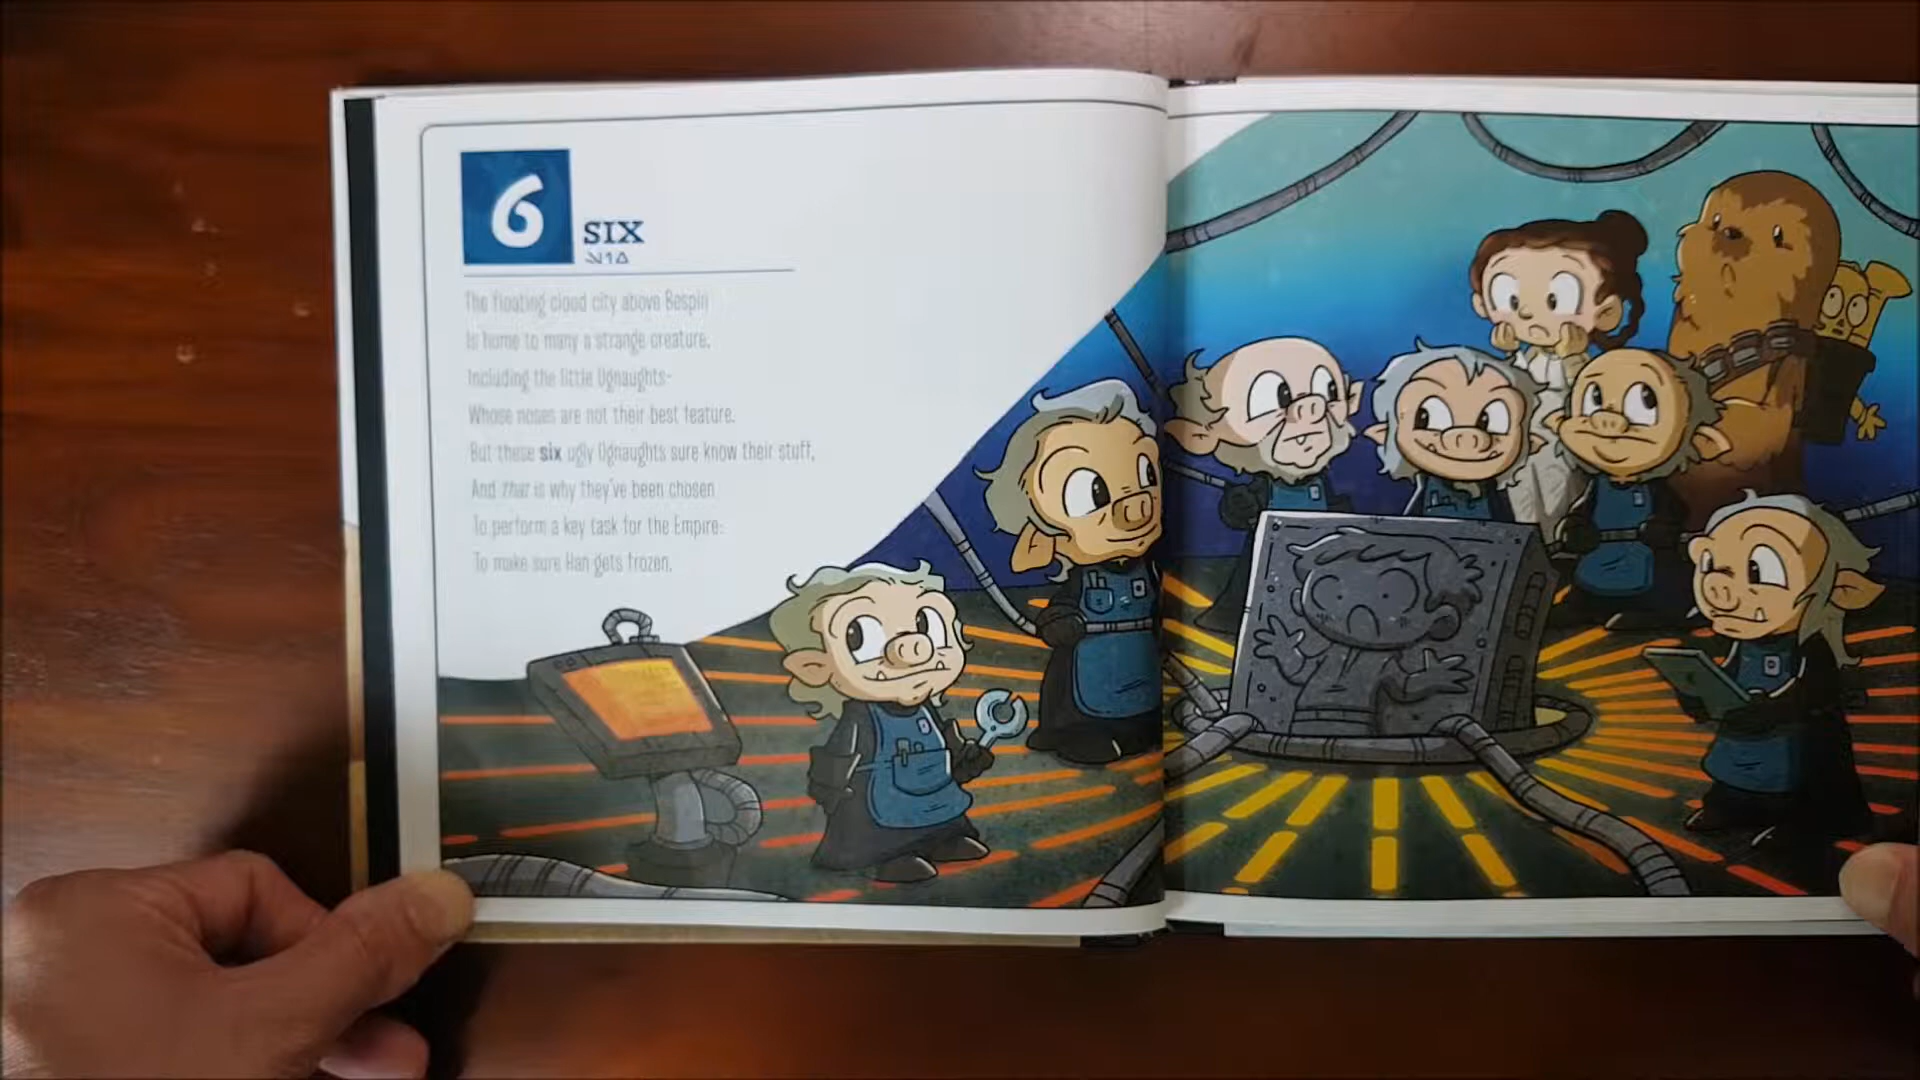 6
SIX
The floating cloud city above Bespin
Is home to many a strange creature,
Including the little Ugnaughts-
Whose noses are not their best feature.
But these six ugly Ugnaughts sure know their stuff,
And that is why they've been chosen
To perform a key task for the Empire:
To make sure Han gets frozen.